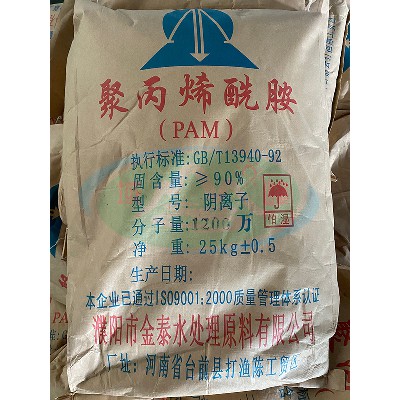 聚丙烯酰胺
(PAM)
执行标准:GB/T13940-92
固含量:≥90%
型 号:阴离子
分子量:1200万
净 重:25kg±0.5
怕湿
生产日期:
本企业已通过ISO9001:2000质量管理体系认证
濮阳市金泰水处理原料有限公司
厂址:河南省台前县打渔陈工贸区